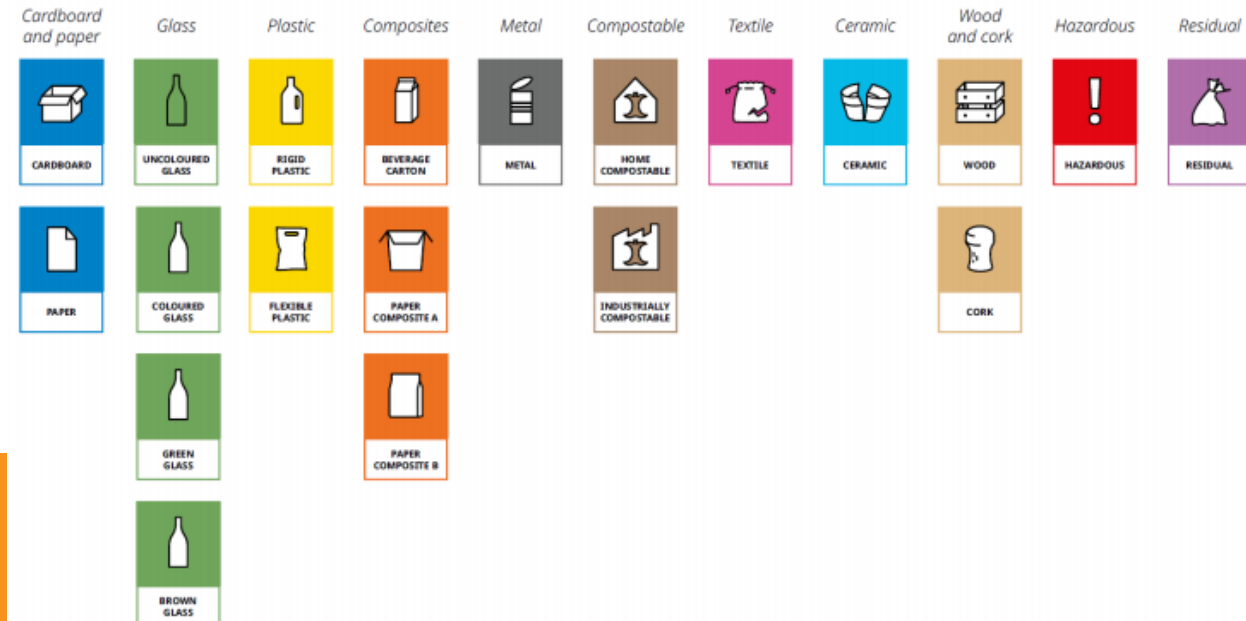 Cardboard
and paper
Glass
Plastic
Composites
Metal
Compostable
Textile
Ceramic
Wood
and cork
Hazardous
Residual
CARDBOARD
UNCOLOURED
GLASS
RIGID
PLASTIC
BEVERAGE
CARTON
METAL
HOME
COMPOSTABLE
TEXTILE
CERAMIC
WOOD
HAZARDOUS
RESIDUAL
PAPER
COLOURED
GLASS
FLEXIBLE
PLASTIC
PAPER
COMPOSITE A
INDUSTRIALLY
COMPOSTABLE
CORK
GREEN
GLASS
PAPER
COMPOSITE B
BROWN
GLASS